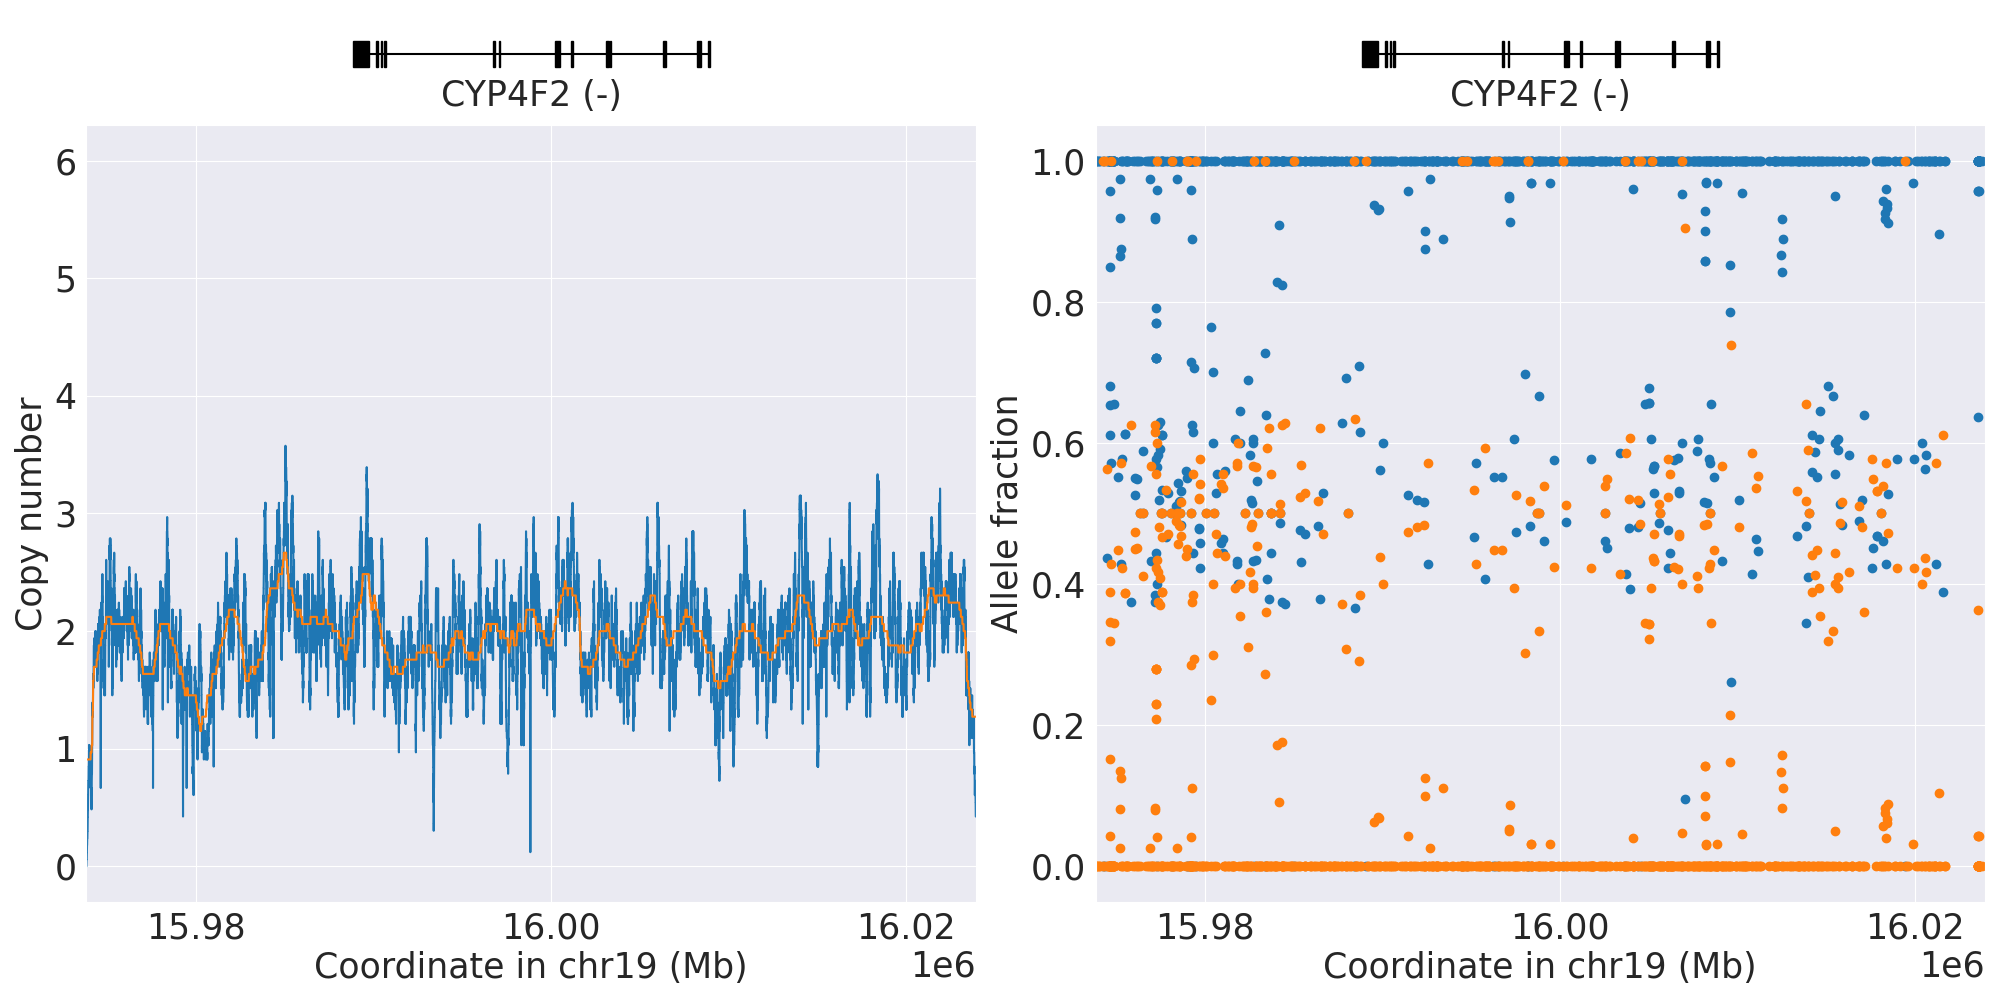 CYP4F2 (-)
Copy number
6
5
4
3
2
1
0
15.98
16.00
16.02
Coordinate in chr19 (Mb)
1e6
CYP4F2 (-)
Allele fraction
1.0
0.8
0.6
0.4
0.2
0.0
15.98
16.00
16.02
Coordinate in chr19 (Mb)
1e6